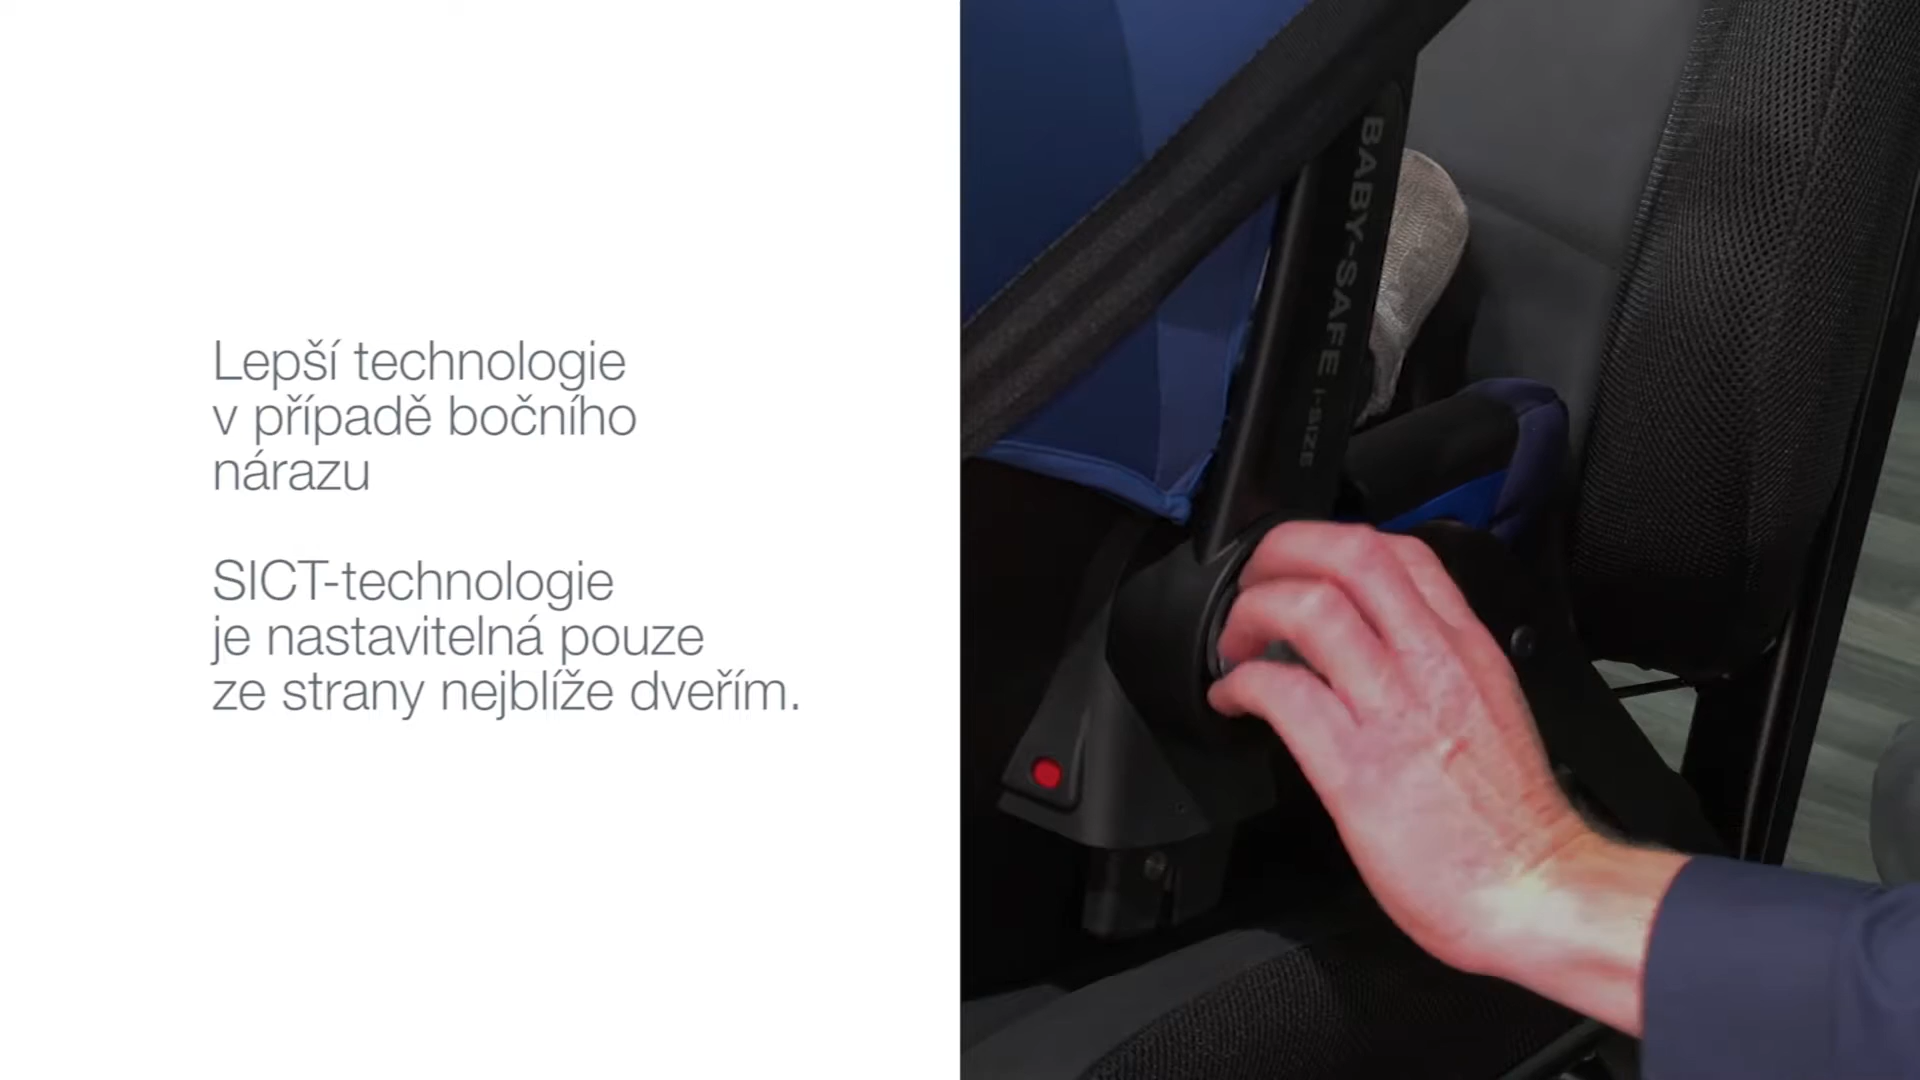 Lepší technologie
v případě bočního
nárazu
SICT-technologie
je nastavitelná pouze
ze strany nejblíže dveřím.
BABY-SAFE i-SIZE